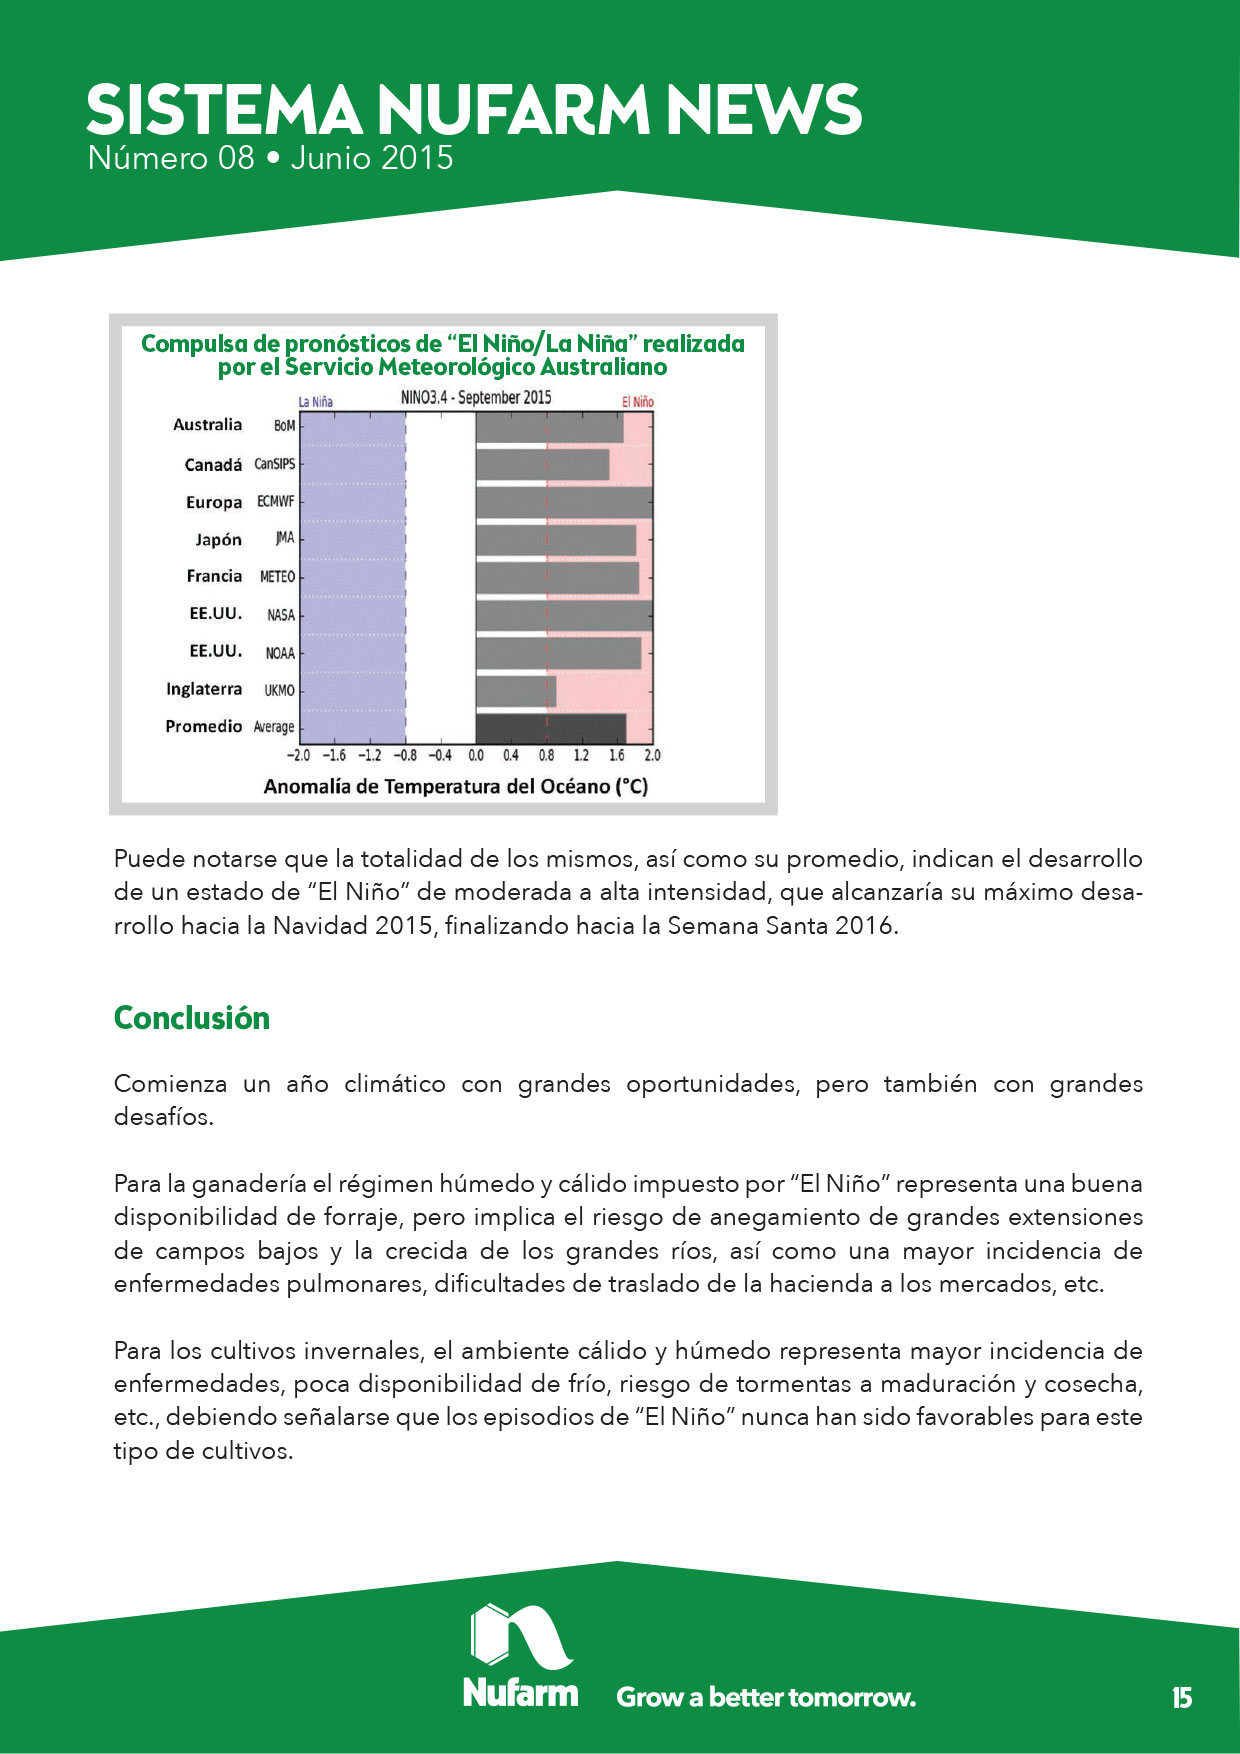 SISTEMA NUFARM NEWS
Número 08 • Junio 2015
Compulsa de pronósticos de “El Niño/La Niña” realizada
por el Servicio Meteorológico Australiano
NINO3.4 - September 2015
La Niña El Niño
Australia BoM
Canadá CanSIPS
Europa ECMWF
Japón JMA
Francia METEO
EE.UU. NASA
EE.UU. NOAA
Inglaterra UKMO
Promedio Average
−2.0 −1.6 −1.2 −0.8 −0.4 0.0 0.4 0.8 1.2 1.6 2.0
Anomalía de Temperatura del Océano (°C)
Puede notarse que la totalidad de los mismos, así como su promedio, indican el desarrollo
de un estado de “El Niño” de moderada a alta intensidad, que alcanzaría su máximo desa-
rrollo hacia la Navidad 2015, finalizando hacia la Semana Santa 2016.
Conclusión
Comienza un año climático con grandes oportunidades, pero también con grandes
desafíos.
Para la ganadería el régimen húmedo y cálido impuesto por “El Niño” representa una buena
disponibilidad de forraje, pero implica el riesgo de anegamiento de grandes extensiones
de campos bajos y la crecida de los grandes ríos, así como una mayor incidencia de
enfermedades pulmonares, dificultades de traslado de la hacienda a los mercados, etc.
Para los cultivos invernales, el ambiente cálido y húmedo representa mayor incidencia de
enfermedades, poca disponibilidad de frío, riesgo de tormentas a maduración y cosecha,
etc., debiendo señalarse que los episodios de “El Niño” nunca han sido favorables para este
tipo de cultivos.
Nufarm
Grow a better tomorrow.
15